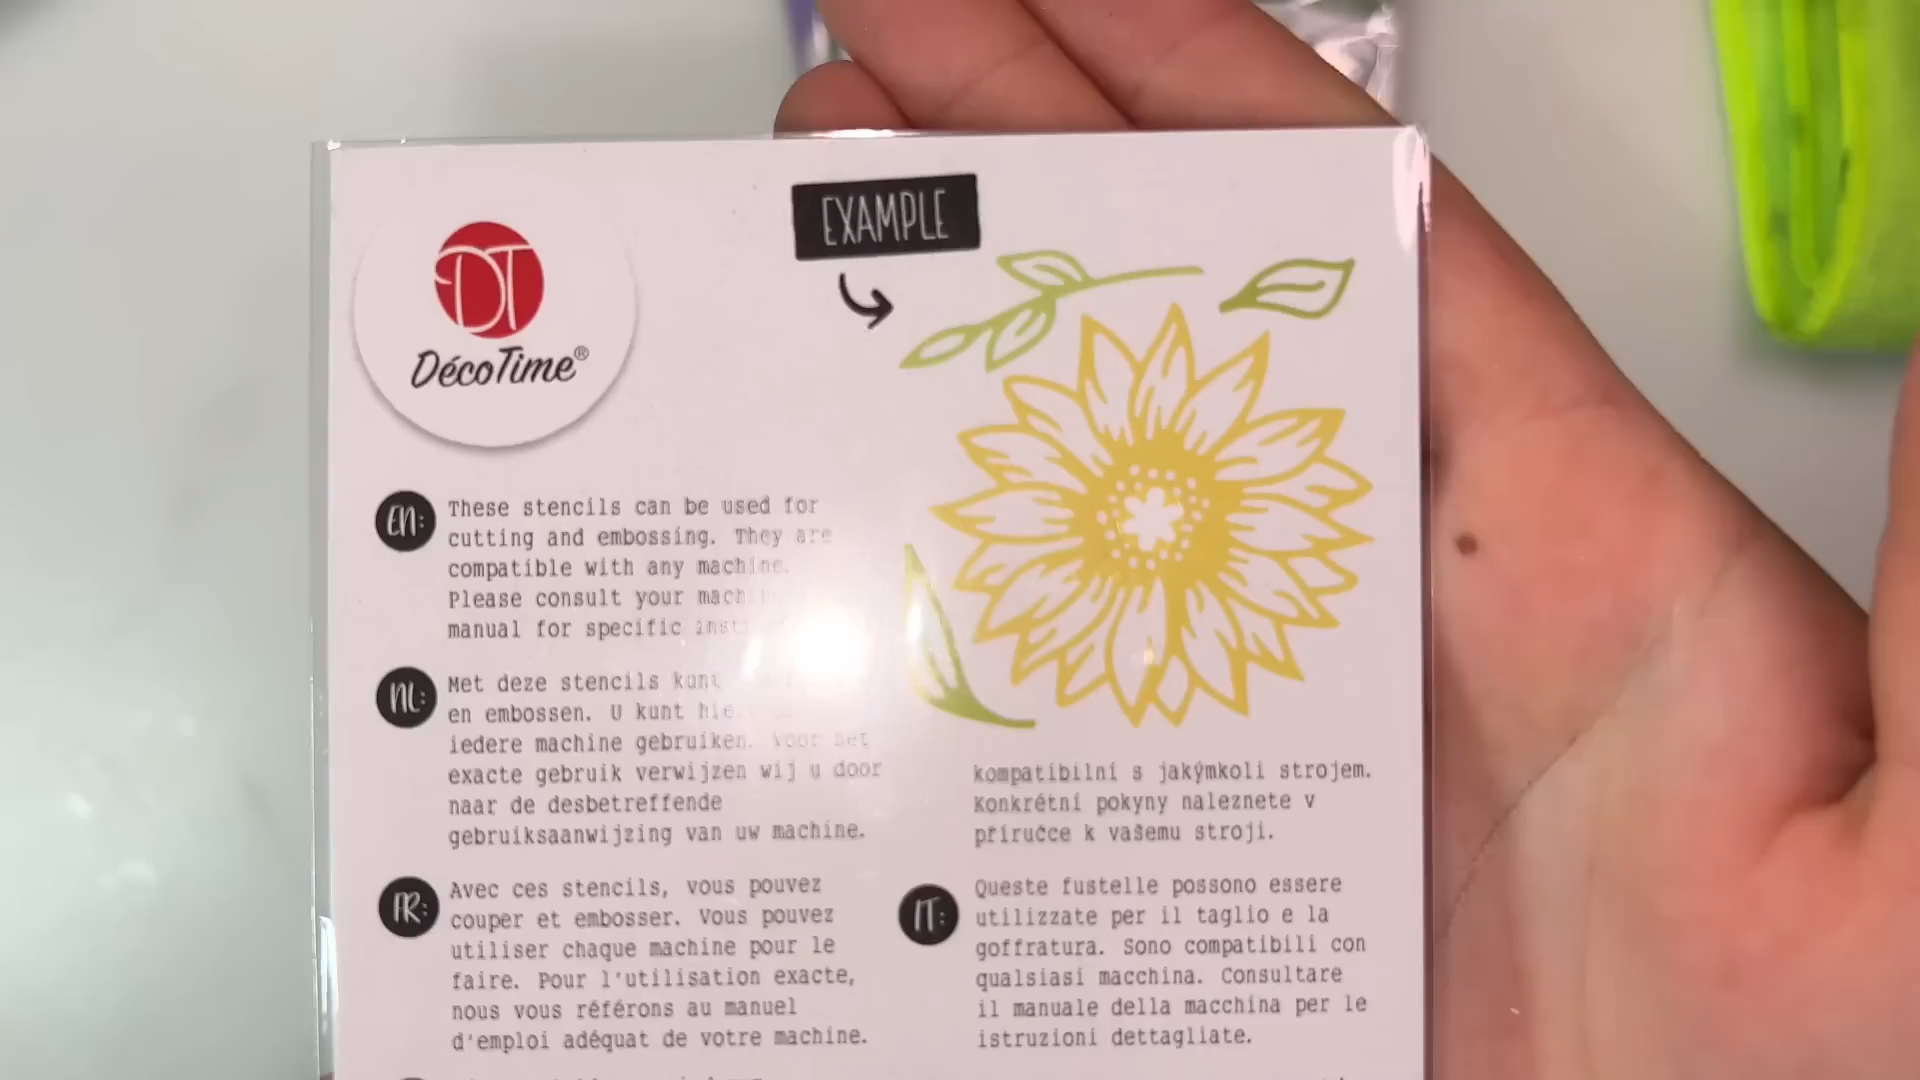 EXAMPLE
DT
DécoTime®
EN:
These stencils can be used for
cutting and embossing. They are
compatible with any machine.
Please consult your
manual for specific
NL:
Met deze stencils
en embossen. U kunt
iedere machine gebruiken. Voor het
exacte gebruik verwijzen wij u door
naar de desbetreffende
gebruiksaanwijzing van uw machine.
FR:
Avec ces stencils, vous pouvez
couper et embosser. Vous pouvez
utiliser chaque machine pour le
faire. Pour l'utilisation exacte,
nous vous référons au manuel
d'emploi adéquat de votre machine.
kompatibilní s jakýmkoli strojem.
Konkrétní pokyny naleznete v
příručce k vašemu stroji.
IT:
Queste fustelle possono essere
utilizzate per il taglio e la
goffratura. Sono compatibili con
qualsiasi macchina. Consultare
il manuale della macchina per le
istruzioni dettagliate.